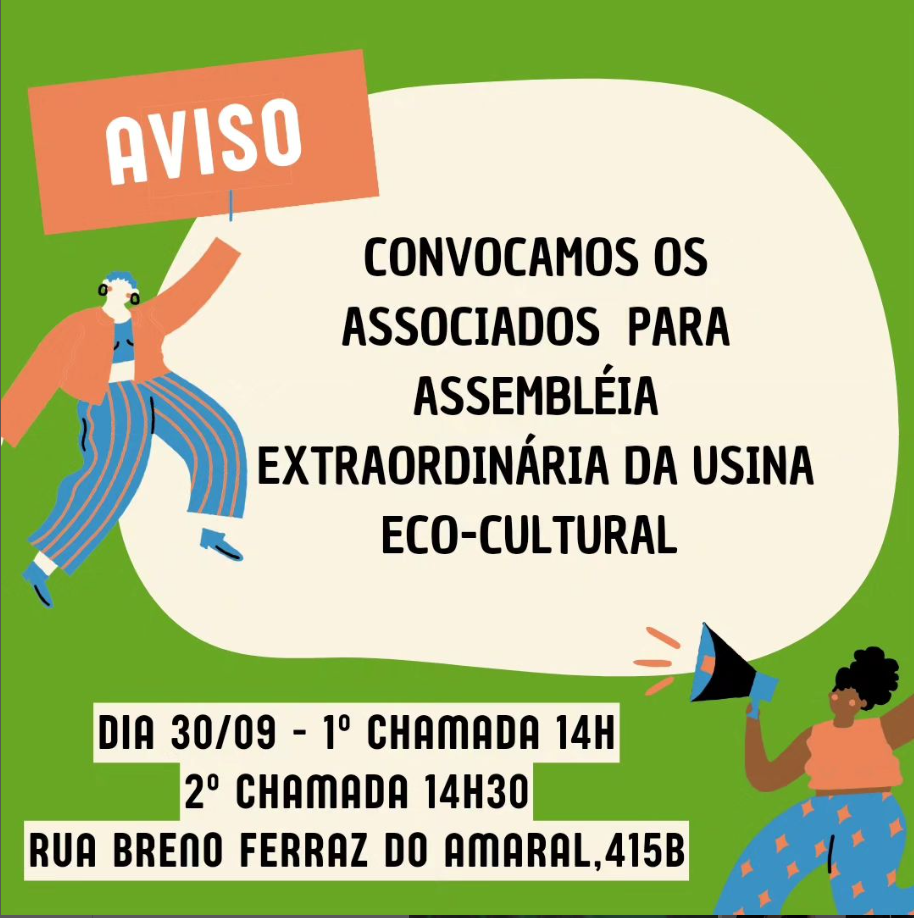 AVISO
CONVOCAMOS OS
ASSOCIADOS PARA
ASSEMBLÉIA
EXTRAORDINÁRIA DA USINA
ECO-CULTURAL
DIA 30/09 - 1º CHAMADA 14H
2º CHAMADA 14H30
RUA BRENO FERRAZ DO AMARAL,415B